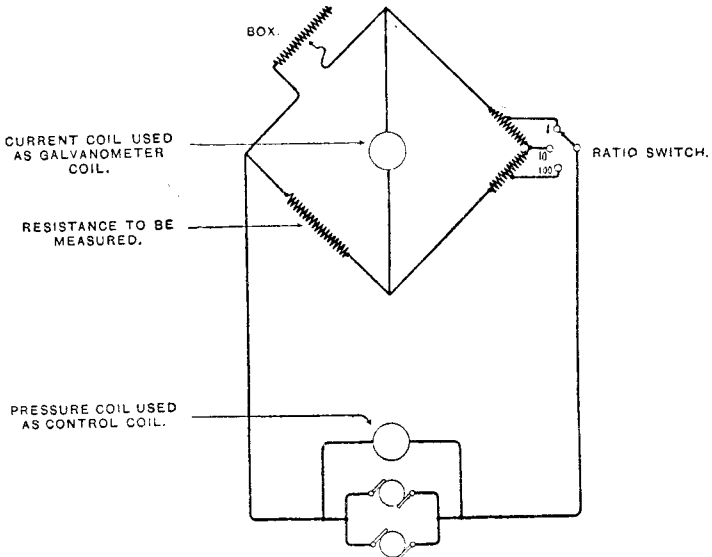 BOX.
CURRENT COIL USED
AS GALVANOMETER
COIL.
1
10
100
RATIO SWITCH.
RESISTANCE TO BE
MEASURED.
PRESSURE COIL USED
AS CONTROL COIL.